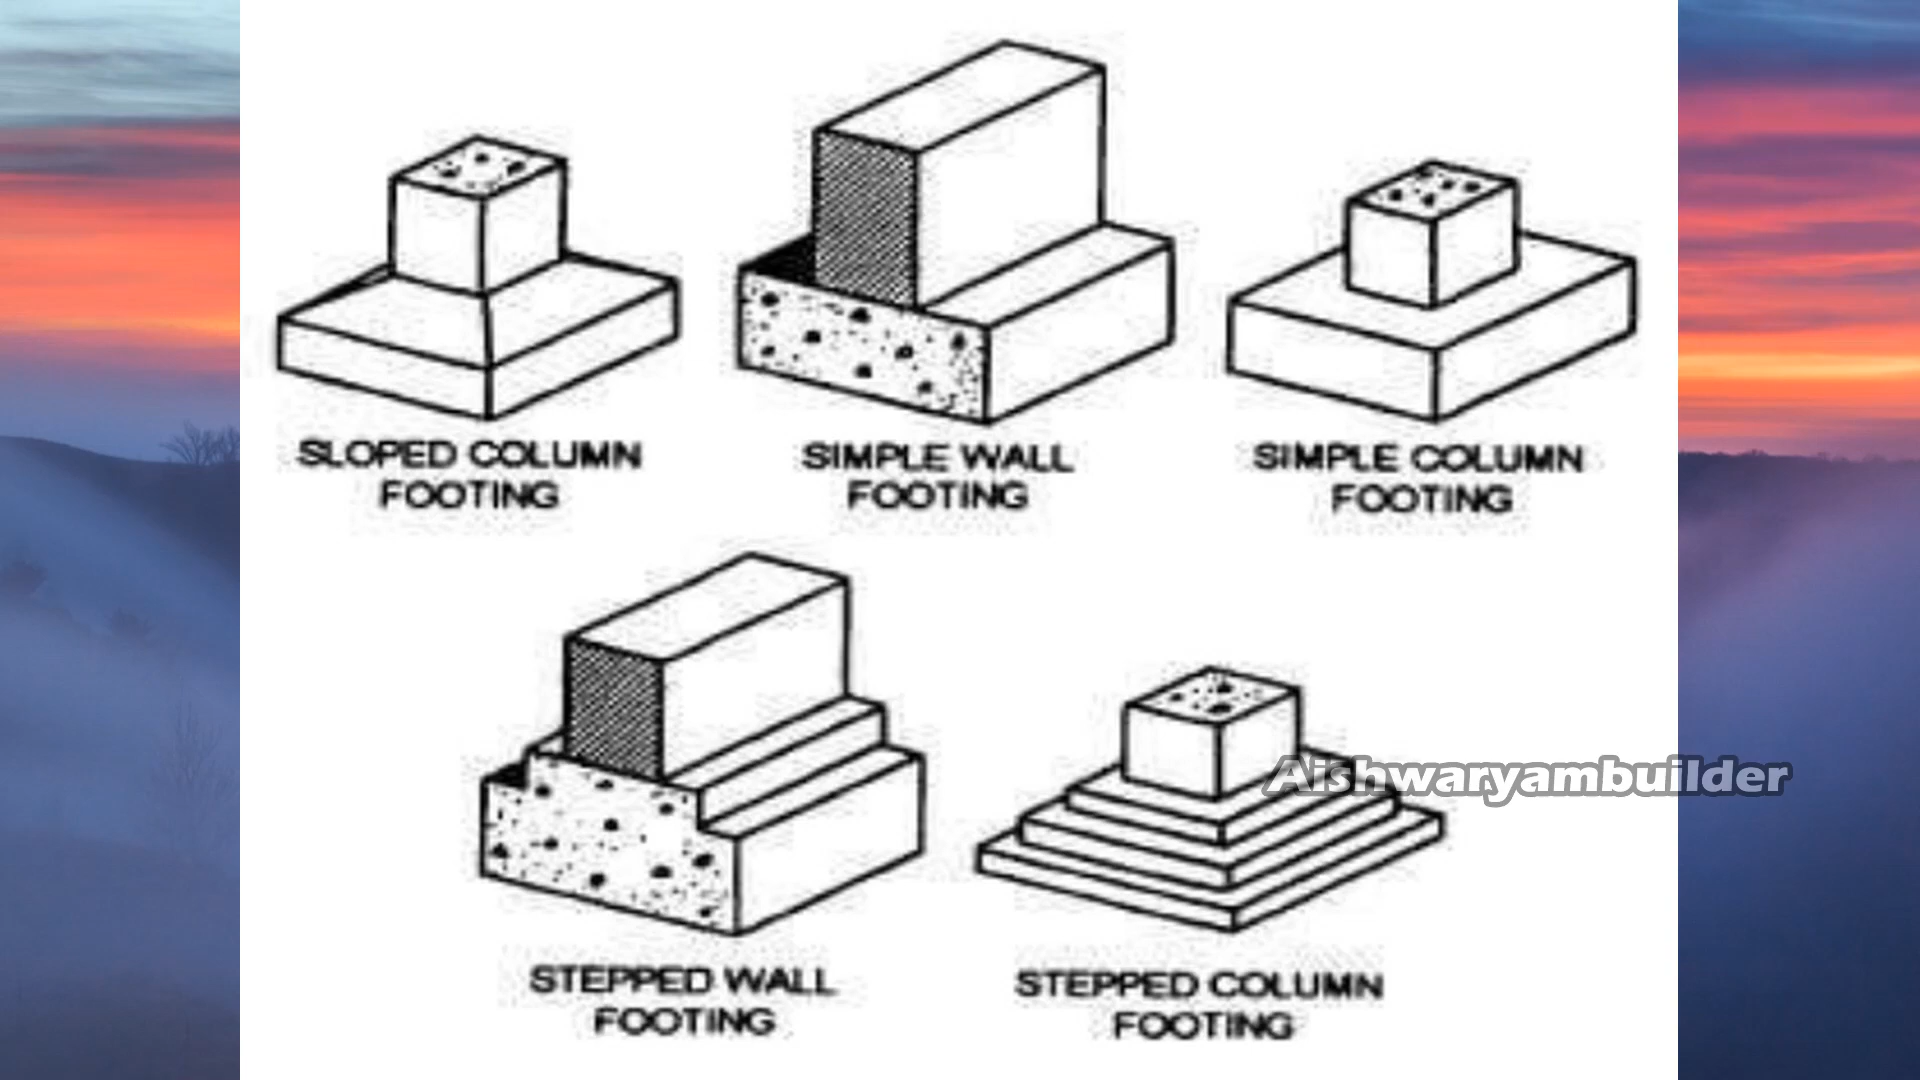 SLOPED COLUMN
FOOTING
SIMPLE WALL
FOOTING
SIMPLE COLUMN
FOOTING
Aishwaryambuilder
STEPPED WALL
FOOTING
STEPPED COLUMN
FOOTING